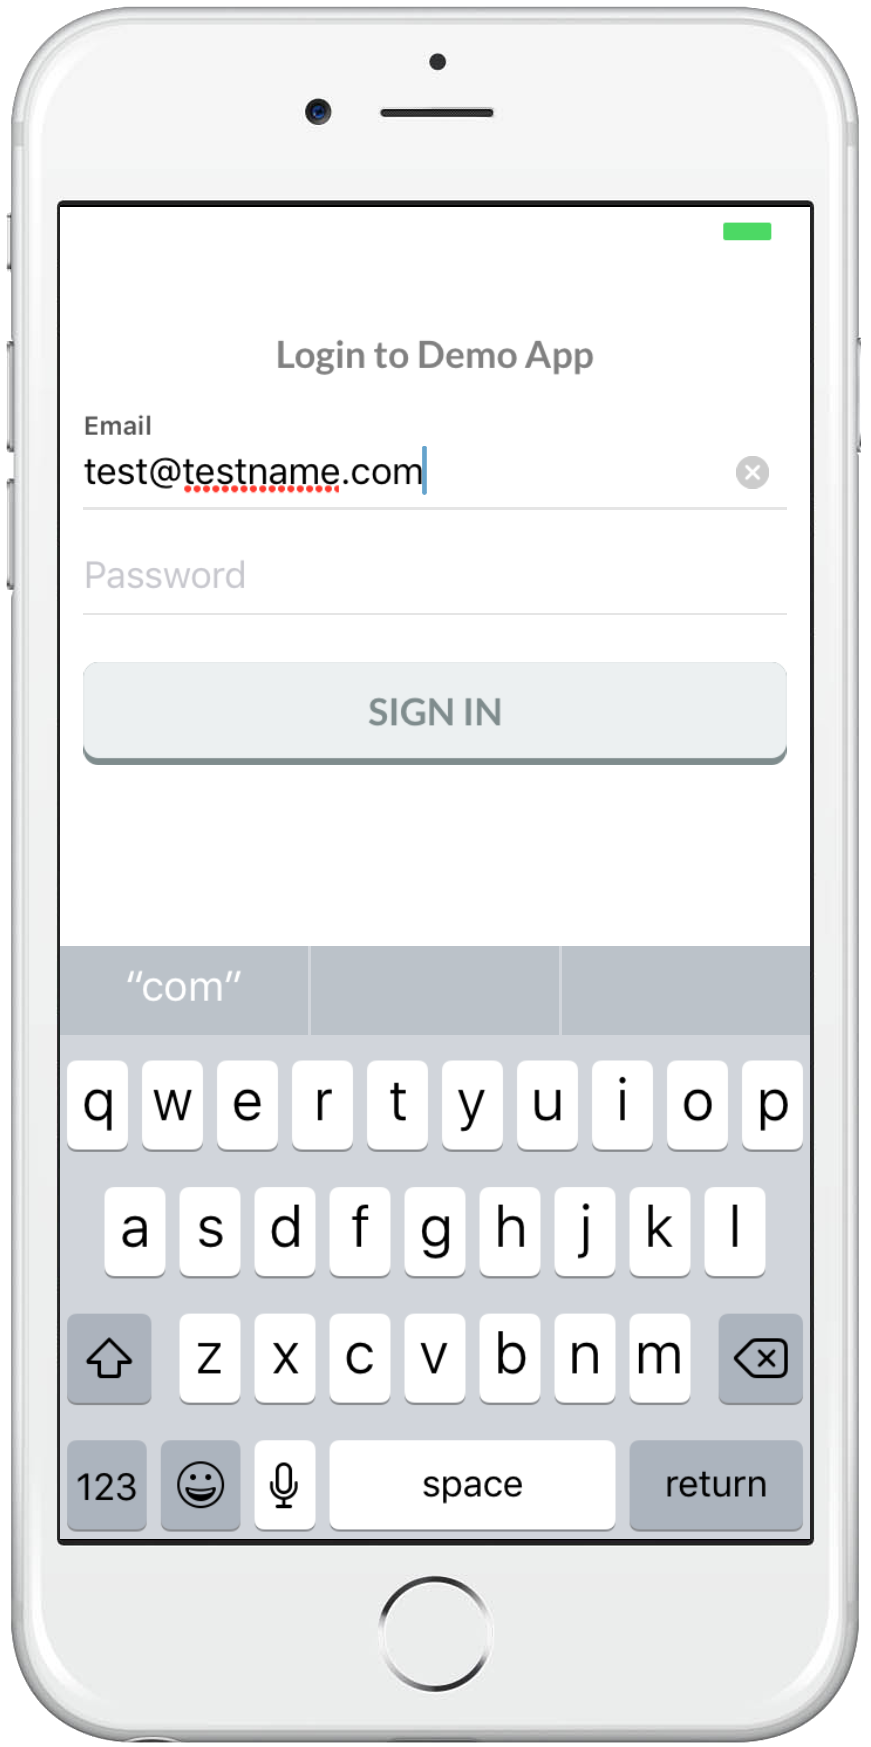 Login to Demo App
Email
test@testname.com
Password
SIGN IN
“com”
q w e r t y u i o p
a s d f g h j k l
z x c v b n m
123 space return